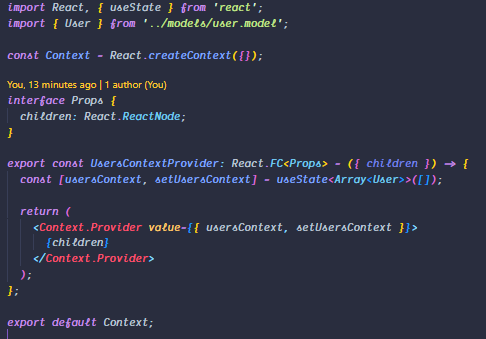 import React, { useState } from 'react';
import { User } from '../models/user.model';
const Context = React.createContext({});
You, 13 minutes ago | 1 author (You)
interface Props {
children: React.ReactNode;
}
export const UsersContextProvider: React.FC<Props> = ({ children }) => {
const [usersContext, setUsersContext] = useState<Array<User>>([]);
return (
<Context.Provider value={{ usersContext, setUsersContext }}>
{children}
</Context.Provider>
);
};
export default Context;